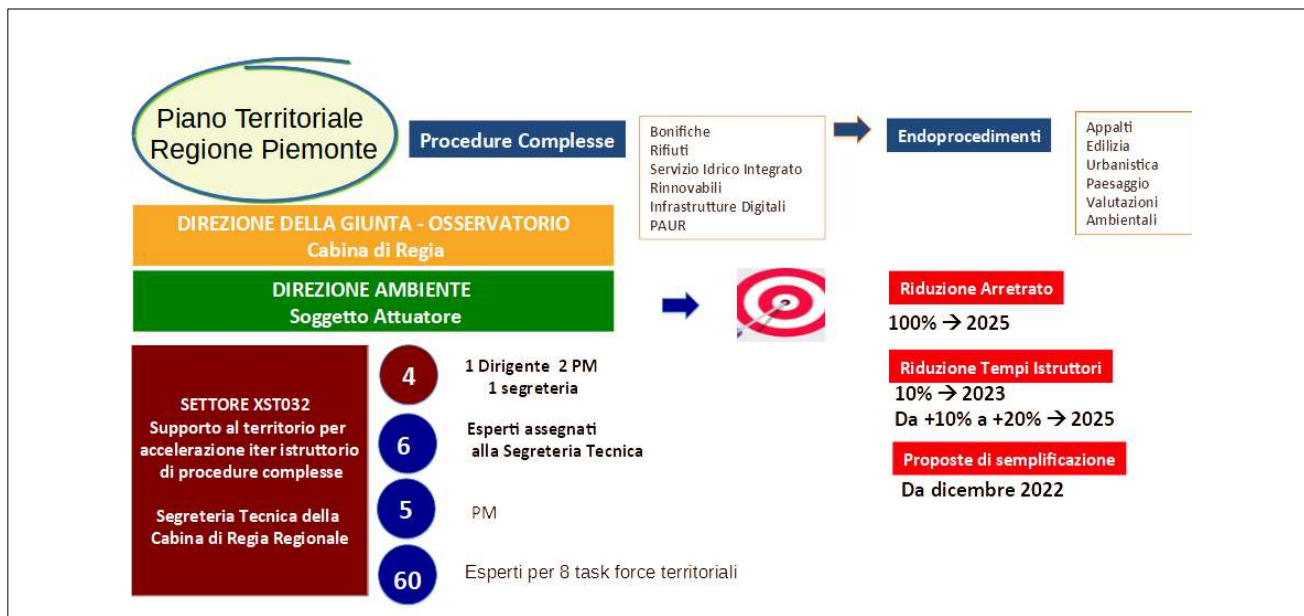 Piano Territoriale
Regione Piemonte
Procedure Complesse
Bonifiche
Rifiuti
Servizio Idrico Integrato
Rinnovabili
Infrastrutture Digitali
PAUR
Endoprocedimenti
Appalti
Edilizia
Urbanistica
Paesaggio
Valutazioni
Ambientali
DIREZIONE DELLA GIUNTA - OSSERVATORIO
Cabina di Regia
DIREZIONE AMBIENTE
Soggetto Attuatore
SETTORE XST032
Supporto al territorio per
accelerazione iter istruttorio
di procedure complesse
Segreteria Tecnica della
Cabina di Regia Regionale
4
1 Dirigente 2 PM
1 segreteria
6
Esperti assegnati
alla Segreteria Tecnica
5
PM
60
Esperti per 8 task force territoriali
Riduzione Arretrato
100% → 2025
Riduzione Tempi Istruttori
10% → 2023
Da +10% a +20% → 2025
Proposte di semplificazione
Da dicembre 2022